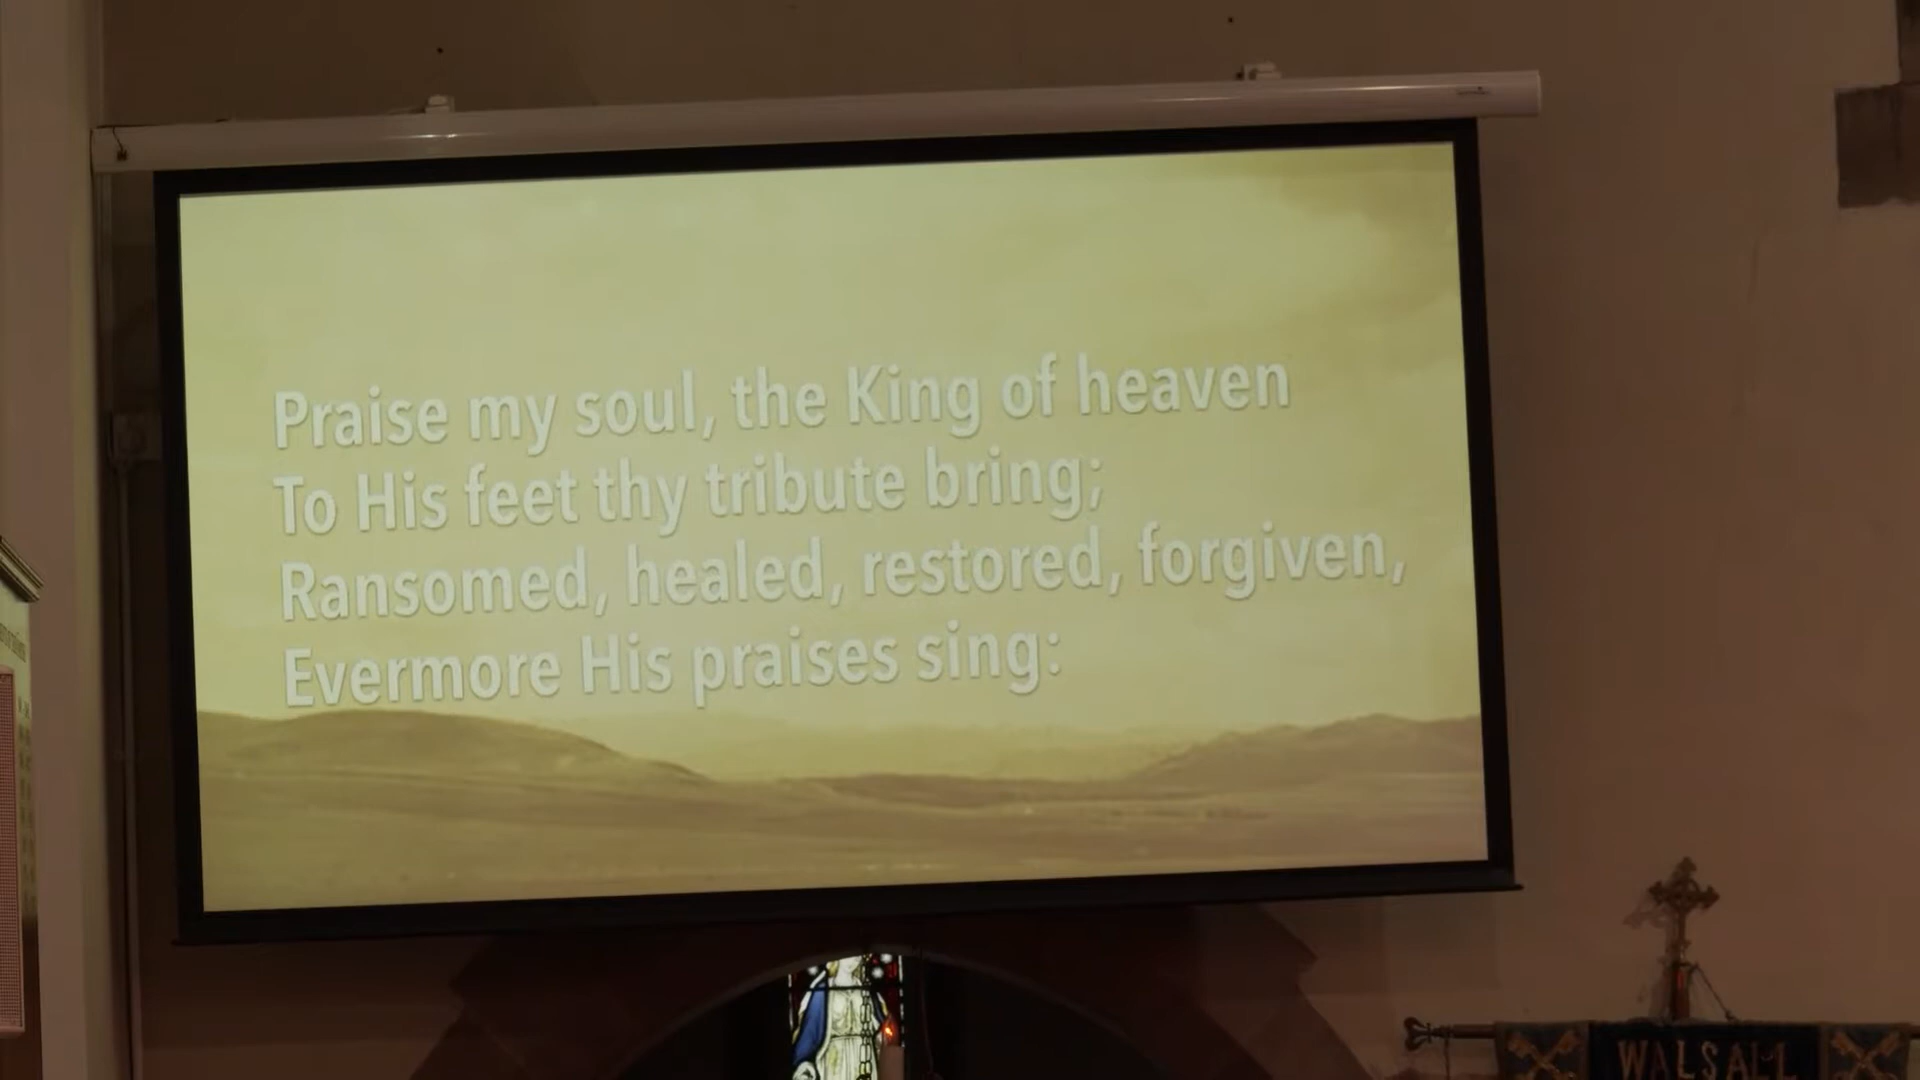 Praise my soul, the King of heaven
To His feet thy tribute bring;
Ransomed, healed, restored, forgiven,
Evermore His praises sing:
WALSALL